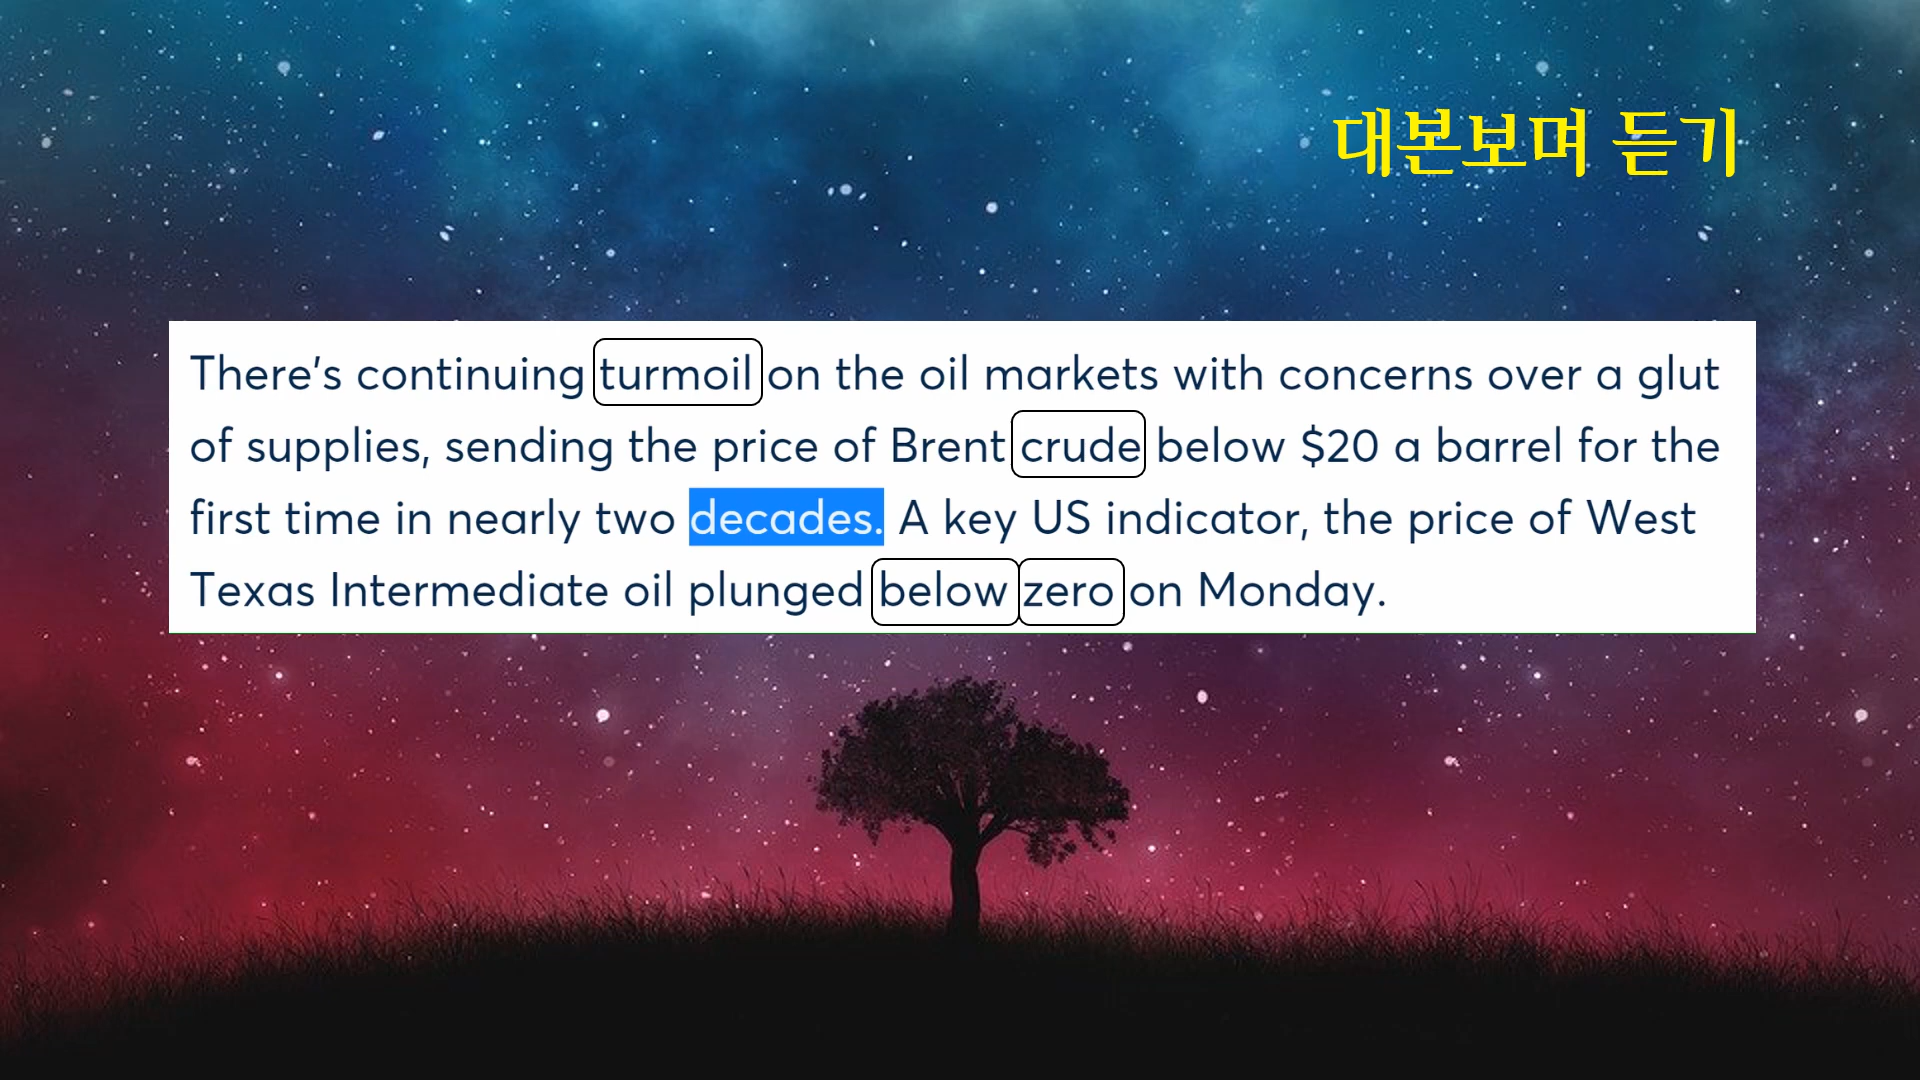 대본보며 듣기
There's continuing turmoil on the oil markets with concerns over a glut
of supplies, sending the price of Brent crude below $20 a barrel for the
first time in nearly two decades. A key US indicator, the price of West
Texas Intermediate oil plunged below zero on Monday.